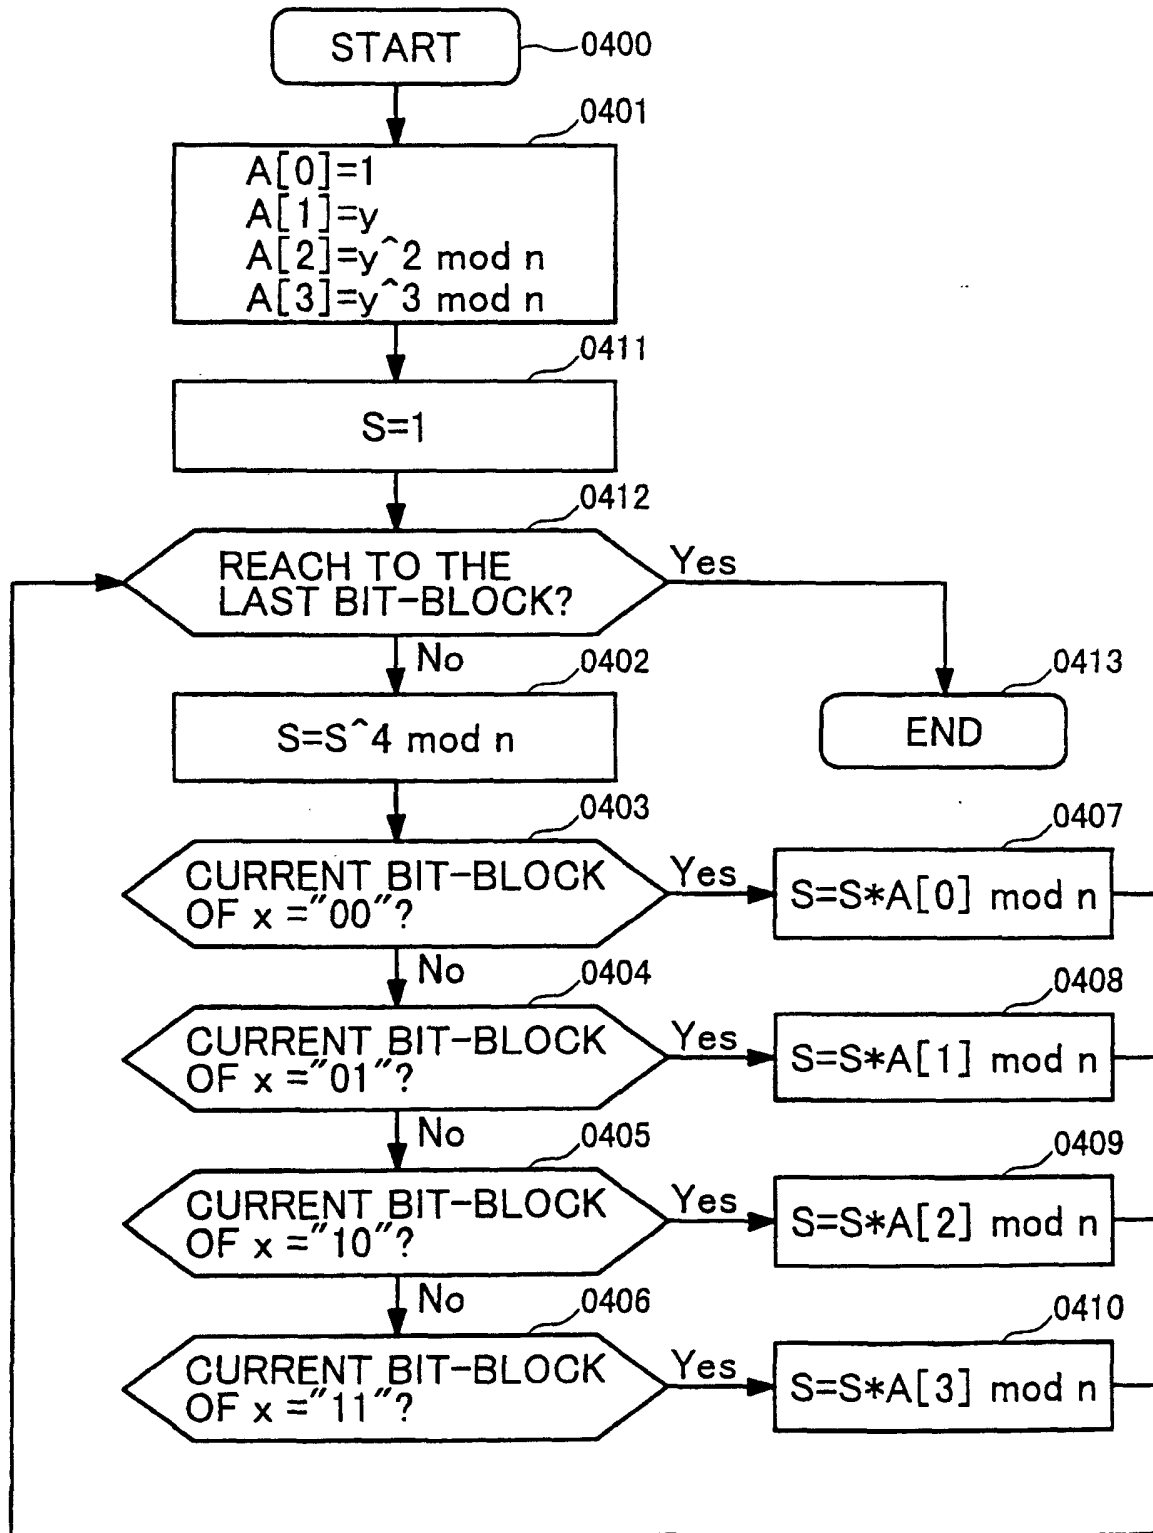 START
0400
0401
A[0]=1
A[1]=y
A[2]=y^2 mod n
A[3]=y^3 mod n
0411
S=1
0412
REACH TO THE
LAST BIT-BLOCK?
Yes
No
0402
0413
S=S^4 mod n
END
0403
0407
CURRENT BIT-BLOCK
OF x ="00"?
Yes
S=S*A[0] mod n
No
0404
0408
CURRENT BIT-BLOCK
OF x ="01"?
Yes
S=S*A[1] mod n
No
0405
0409
CURRENT BIT-BLOCK
OF x ="10"?
Yes
S=S*A[2] mod n
No
0406
0410
CURRENT BIT-BLOCK
OF x ="11"?
Yes
S=S*A[3] mod n